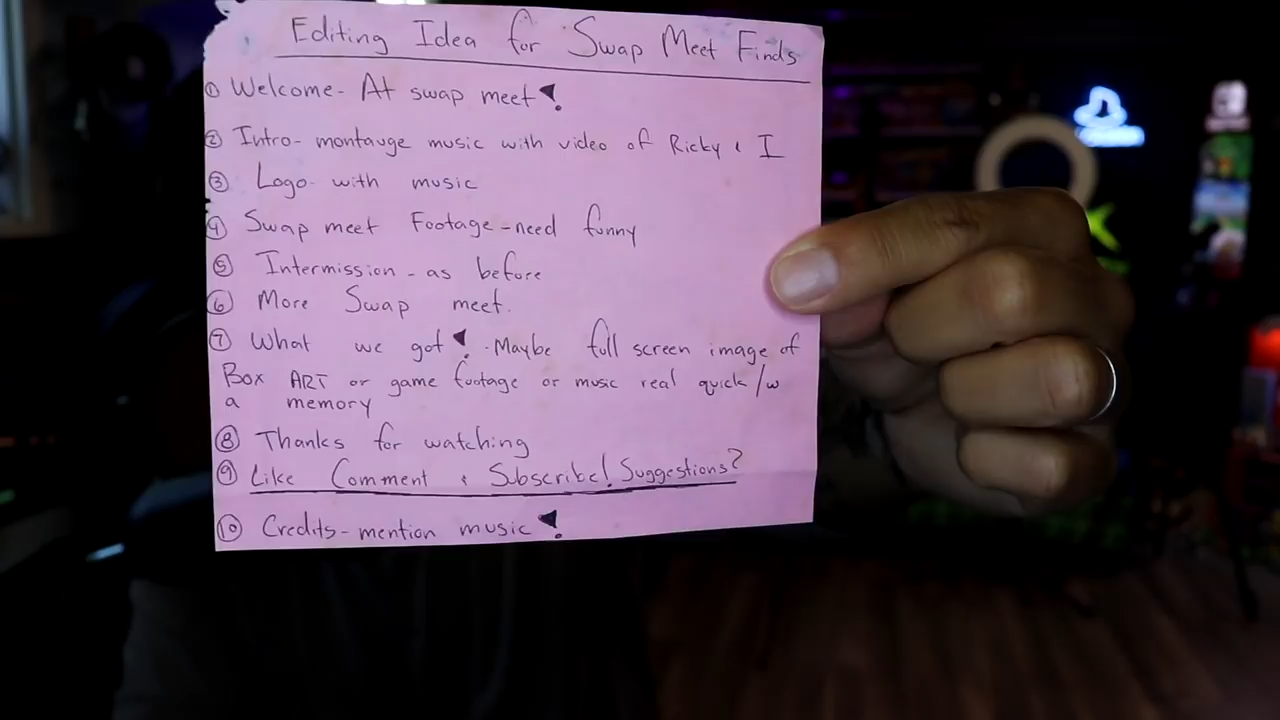 Editing Idea for Swap Meet Finds
① Welcome - At swap meet!
② Intro - montauge music with video of Ricky & I
③ Logo - with music
④ Swap meet Footage - need funny
⑤ Intermission - as before
⑥ More Swap meet.
⑦ What we got! - Maybe full screen image of
Box ART or game footage or music real quick /w
a memory
⑧ Thanks for watching
⑨ Like Comment & Subscribe! Suggestions?
⑩ Credits - mention music!